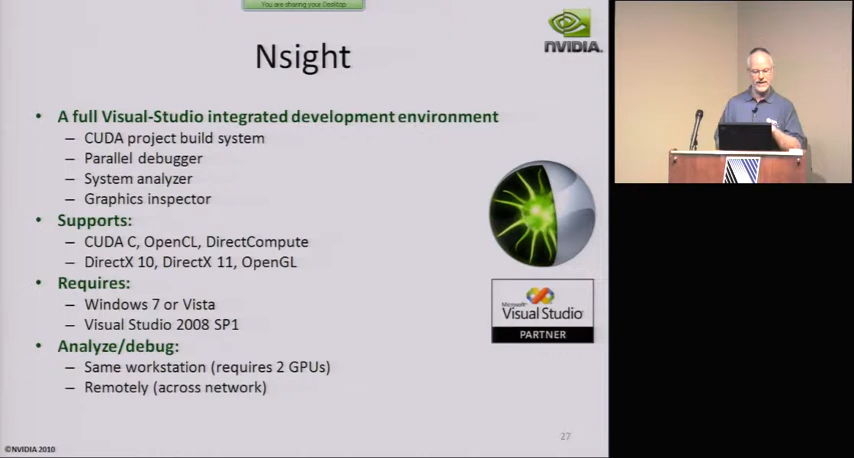 You are sharing your Desktop
Nsight
NVIDIA.
• A full Visual-Studio integrated development environment
– CUDA project build system
– Parallel debugger
– System analyzer
– Graphics inspector
• Supports:
– CUDA C, OpenCL, DirectCompute
– DirectX 10, DirectX 11, OpenGL
• Requires:
– Windows 7 or Vista
– Visual Studio 2008 SP1
• Analyze/debug:
– Same workstation (requires 2 GPUs)
– Remotely (across network)
Microsoft
Visual Studio
PARTNER
27
©NVIDIA 2010